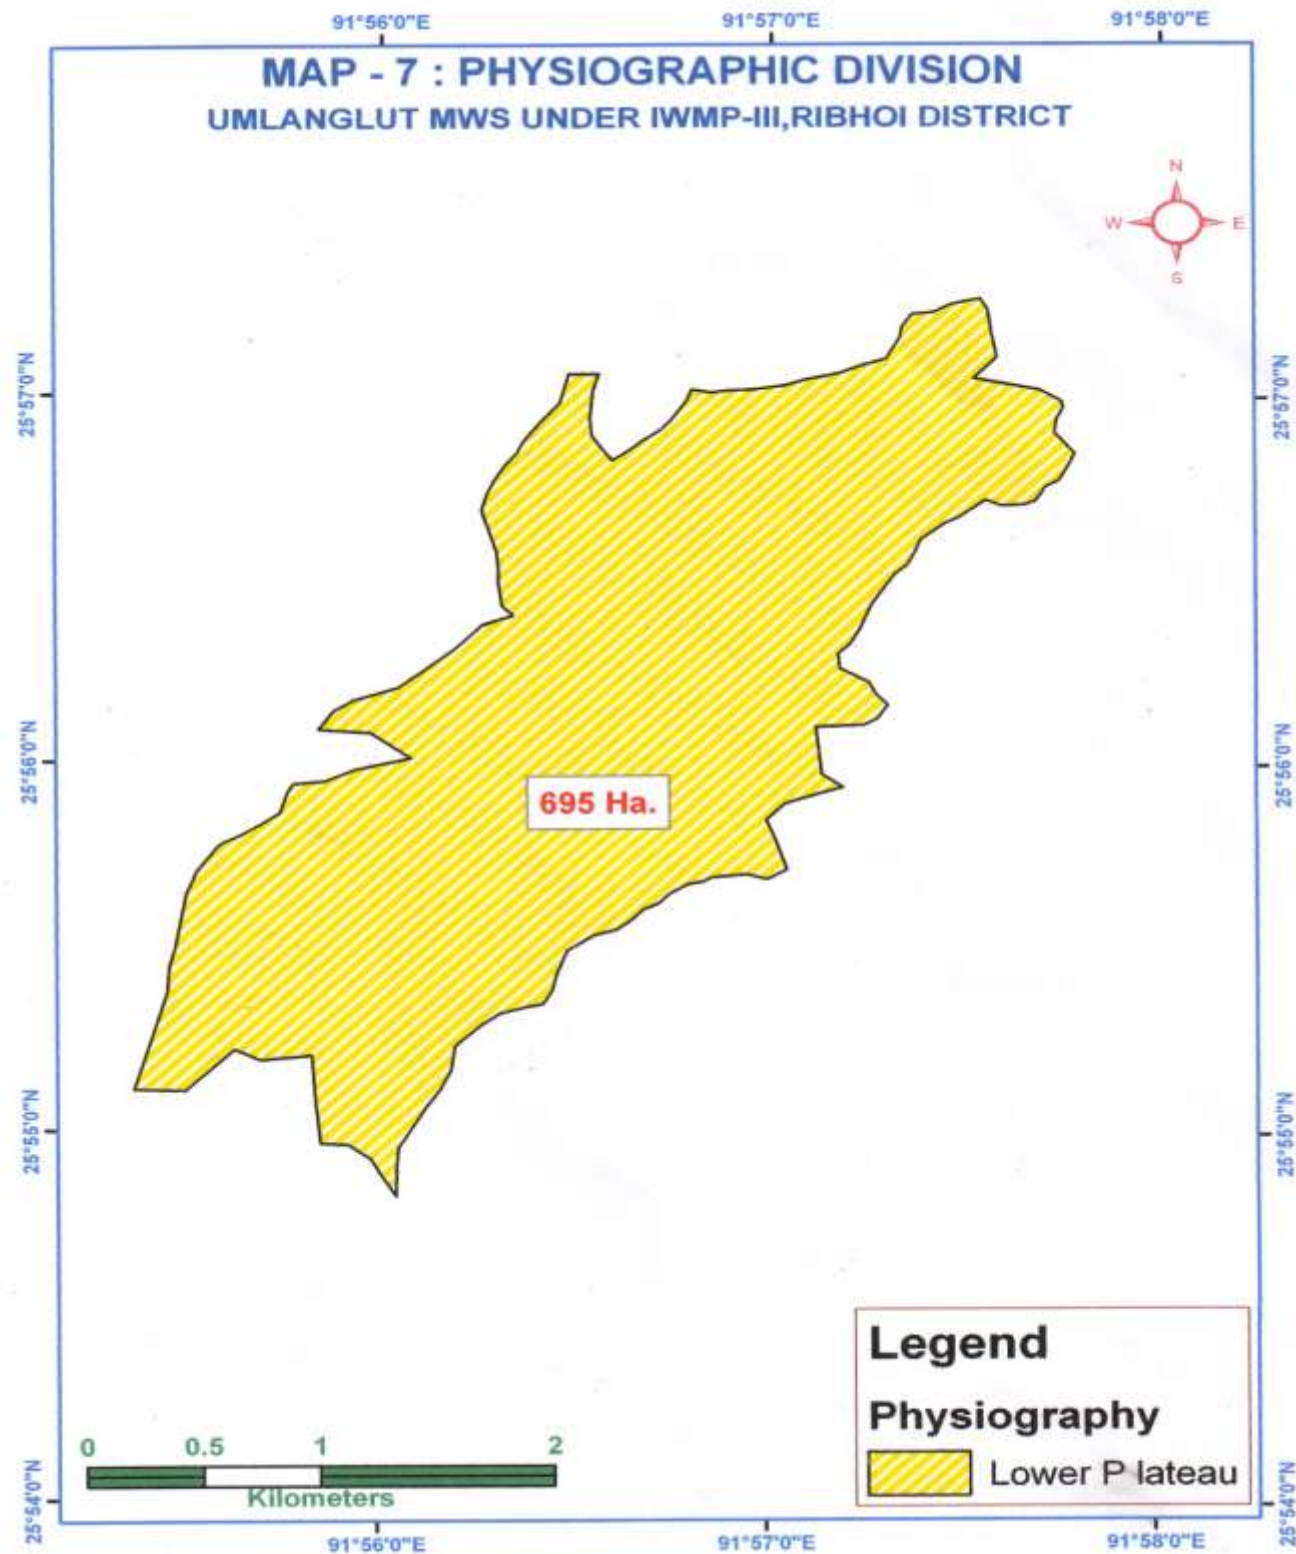 91°56'0"E 91°57'0"E 91°58'0"E
MAP - 7 : PHYSIOGRAPHIC DIVISION
UMLANGLUT MWS UNDER IWMP-III,RIBHOI DISTRICT
N
W E
S
25°57'0"N 25°57'0"N
25°56'0"N 25°56'0"N
695 Ha.
25°55'0"N 25°55'0"N
Legend
Physiography
Lower P lateau
0 0.5 1 2
Kilometers
25°54'0"N 25°54'0"N
91°56'0"E 91°57'0"E 91°58'0"E